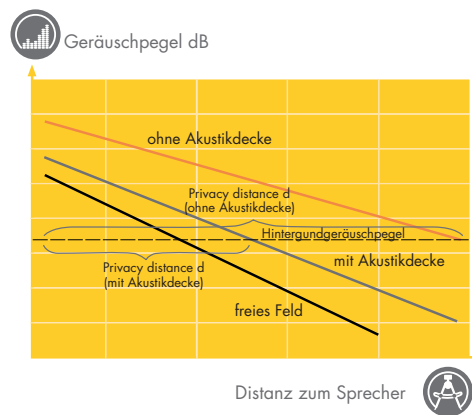 Geräuschpegel dB
ohne Akustikdecke
Privacy distance d
(ohne Akustikdecke)
Hintergundgeräuschpegel
mit Akustikdecke
Privacy distance d
(mit Akustikdecke)
freies Feld
Distanz zum Sprecher